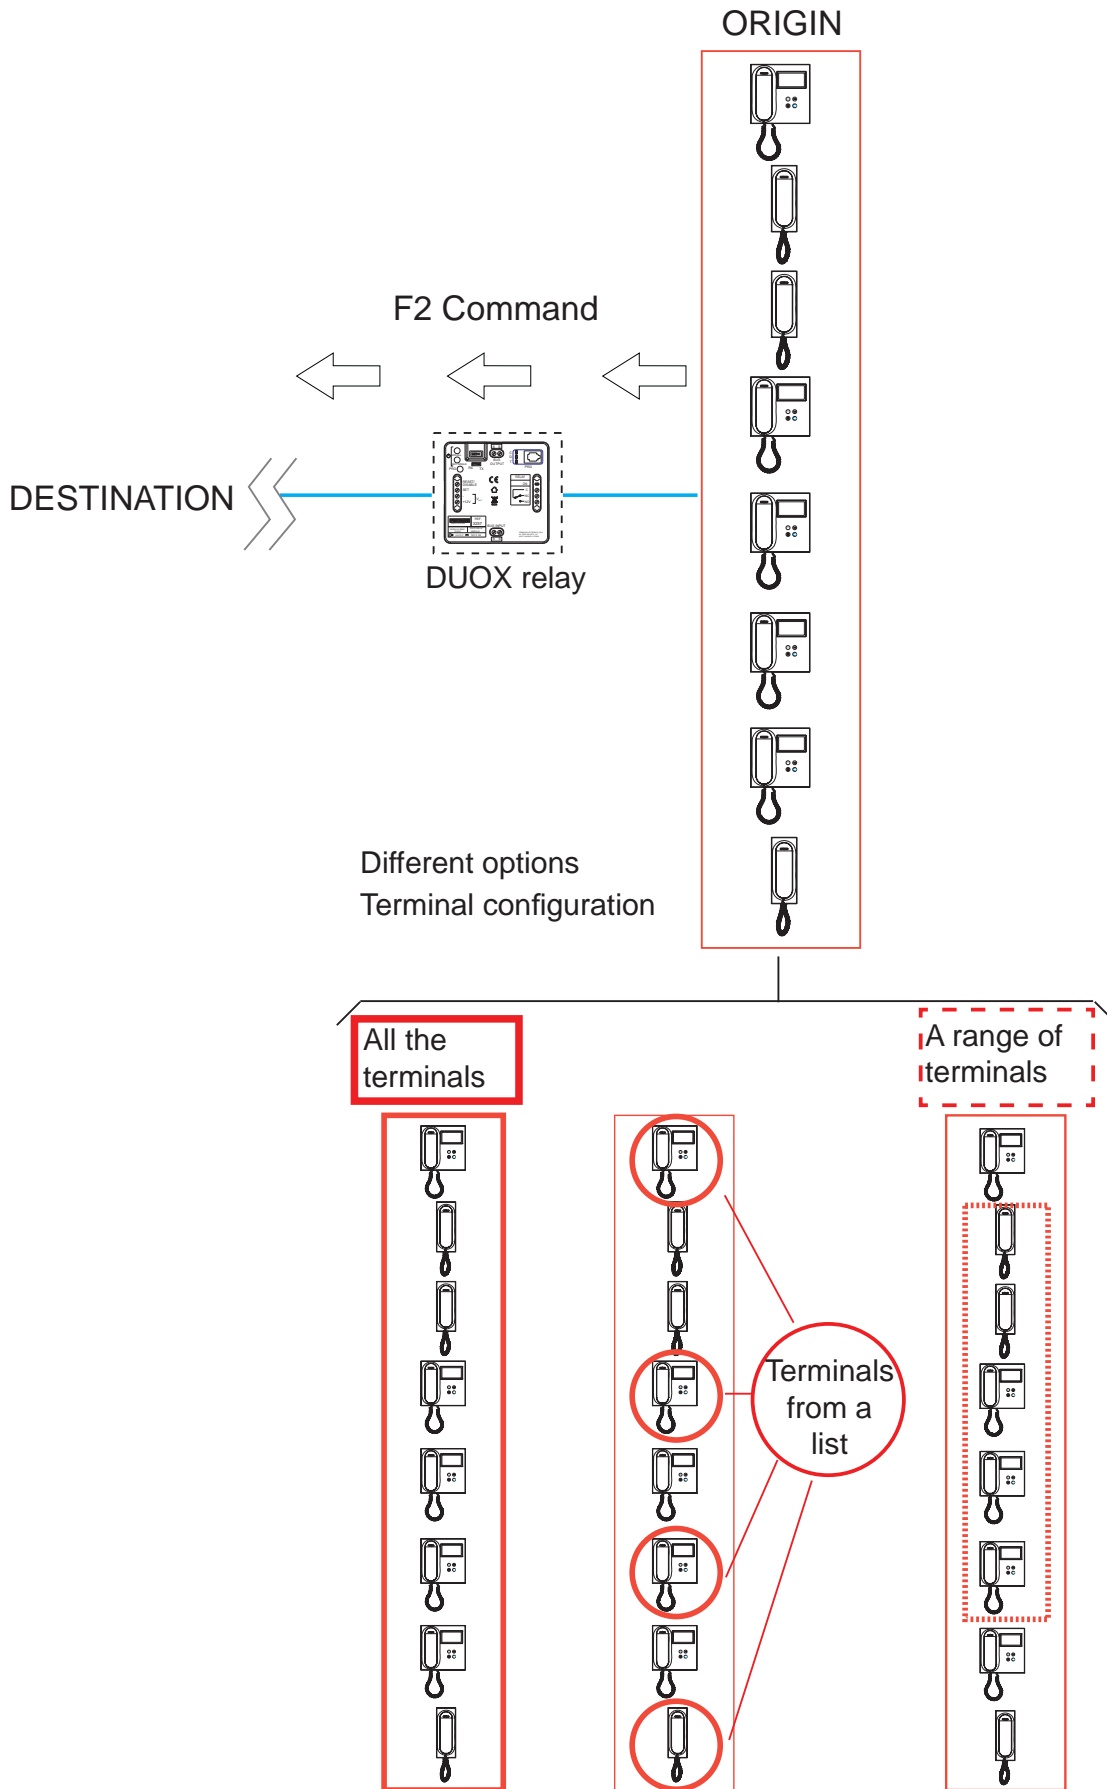 ORIGIN
F2 Command
DESTINATION
DUOX relay
Different options
Terminal configuration
All the
terminals
A range of
terminals
Terminals
from a
list